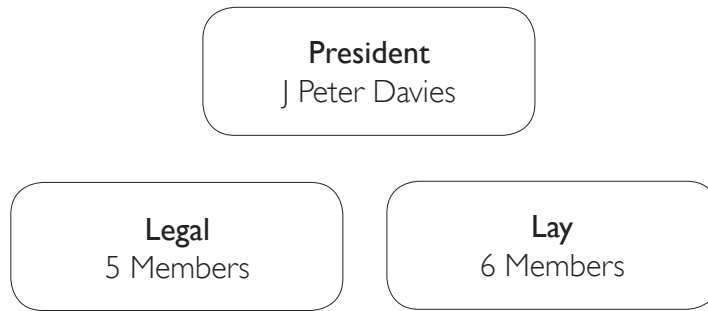 President
J Peter Davies
Legal
5 Members
Lay
6 Members